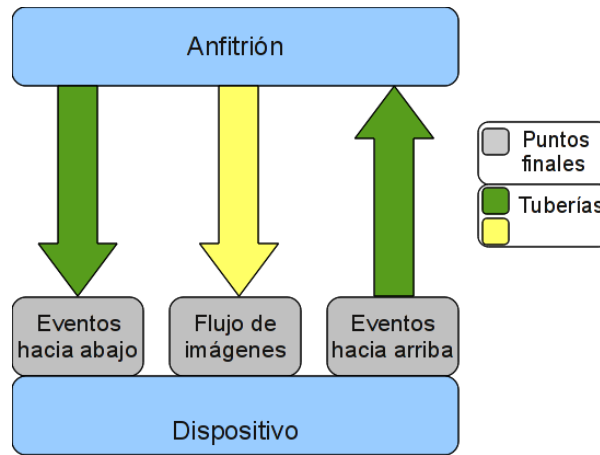 Anfitrión
Puntos
finales
Tuberías
Eventos
hacia abajo
Flujo de
imágenes
Eventos
hacia arriba
Dispositivo